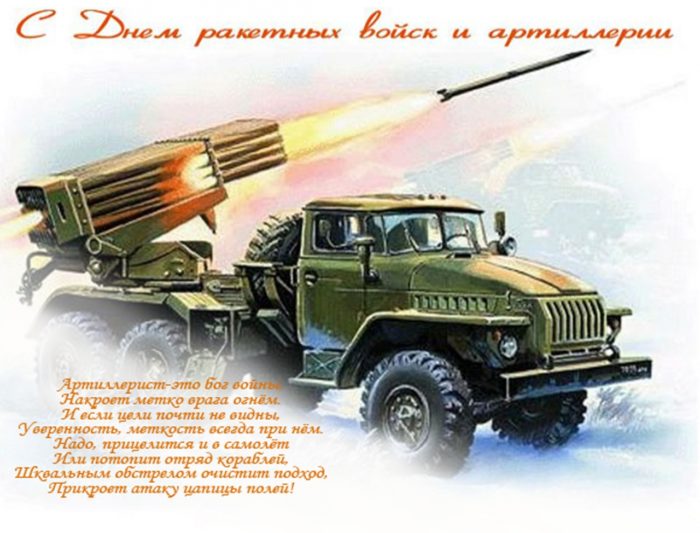 С Днем ракетных войск и артиллерии
Артиллерист-это бог войны,
Накроет метко врага огнём.
И если цели почти не видны,
Уверенность, меткость всегда при нём.
Надо, прицелится и в самолёт
Или потопит отряд кораблей,
Шквальным обстрелом очистит подход,
Прикроет атаку цапицы полей!